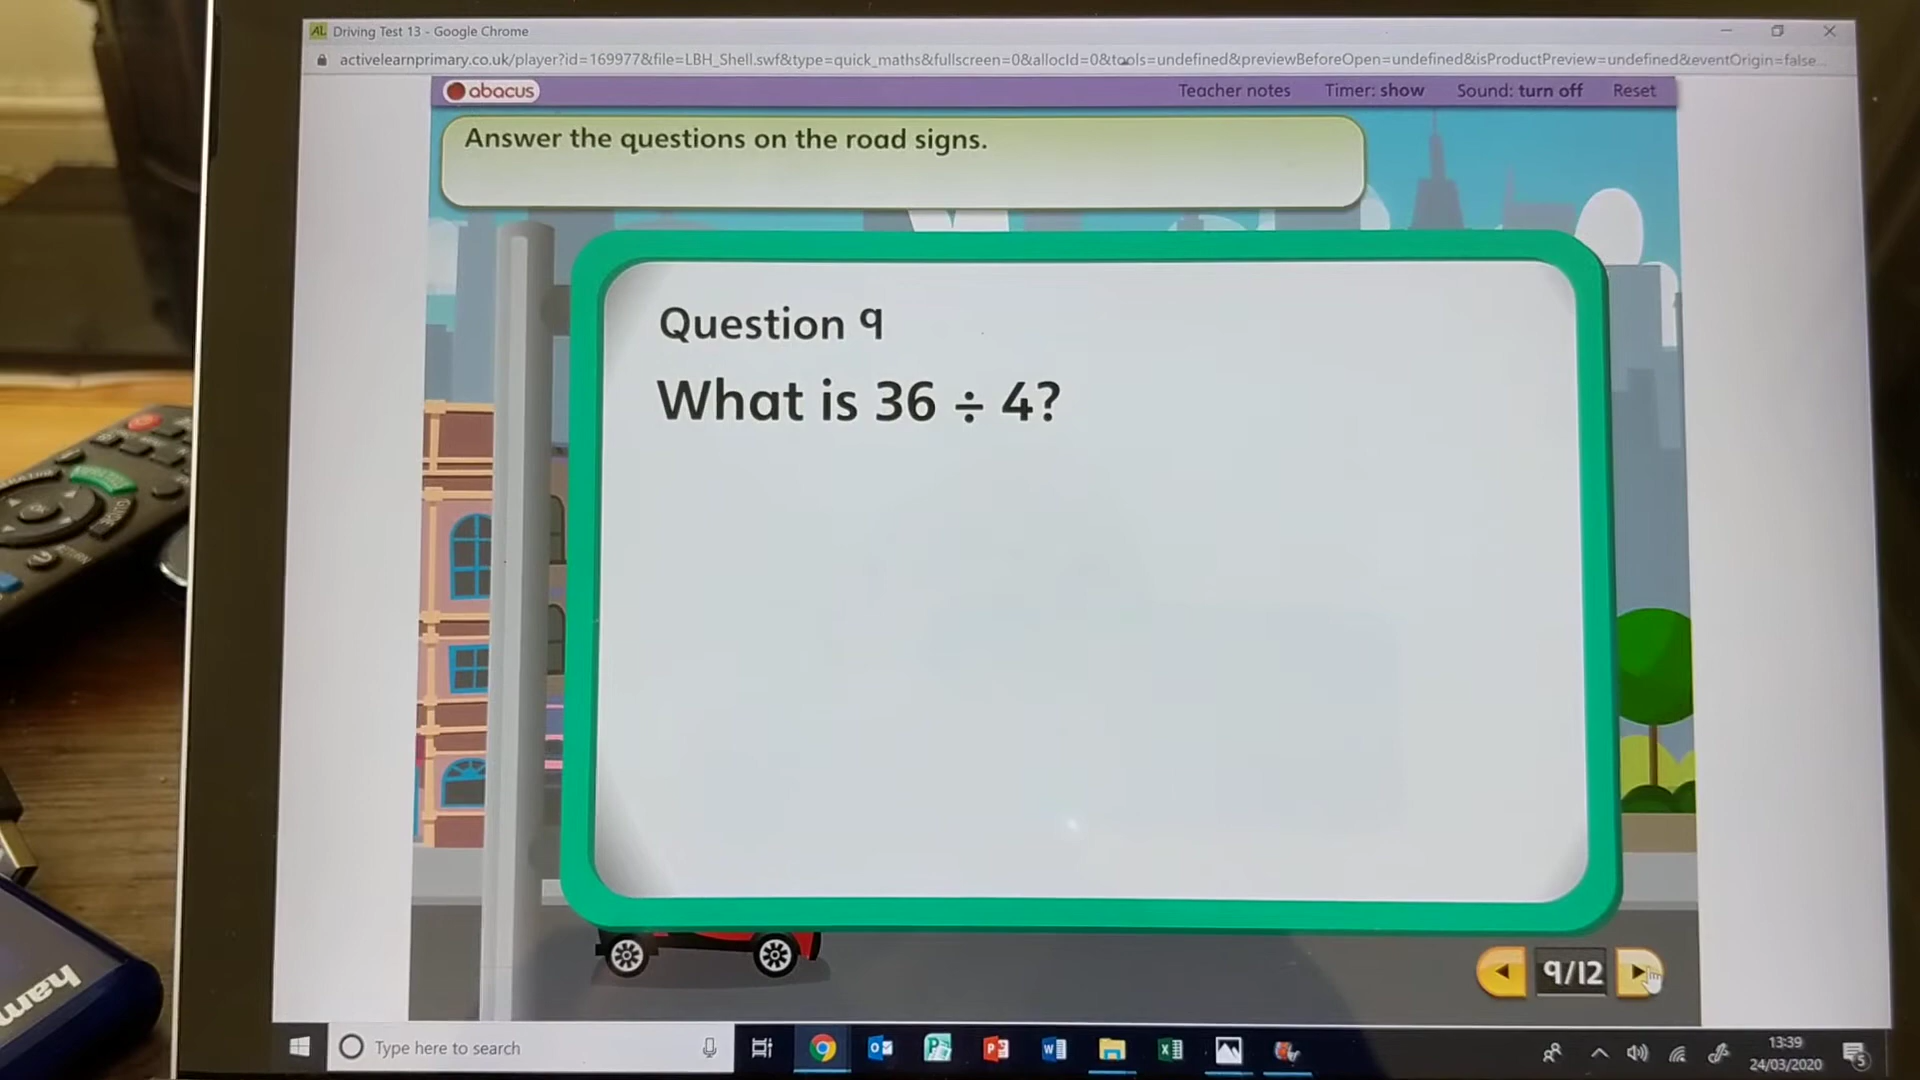 Driving Test 13 - Google Chrome
activelearnprimary.co.uk/player?id=169977&file=LBH_Shell.swf&type=quick_maths&fullscreen=0&allocId=0&tools=undefined&previewBeforeOpen=undefined&isProductPreview=undefined&eventOrigin=false...
abacus
Teacher notes Timer: show Sound: turn off Reset
Answer the questions on the road signs.
Question 9
What is 36 ÷ 4?
9/12
Type here to search
13:39
24/03/2020
5